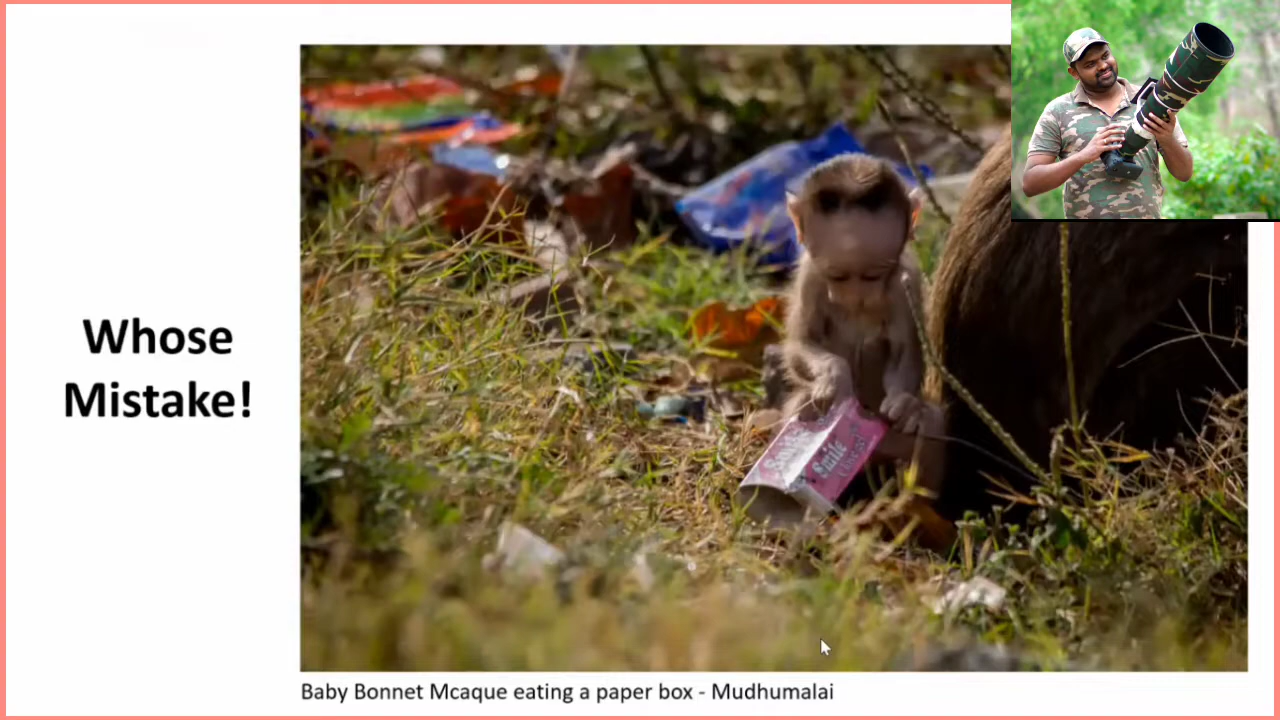 Whose
Mistake!
Smile
Smile
Baby Bonnet Mcaque eating a paper box - Mudhumalai